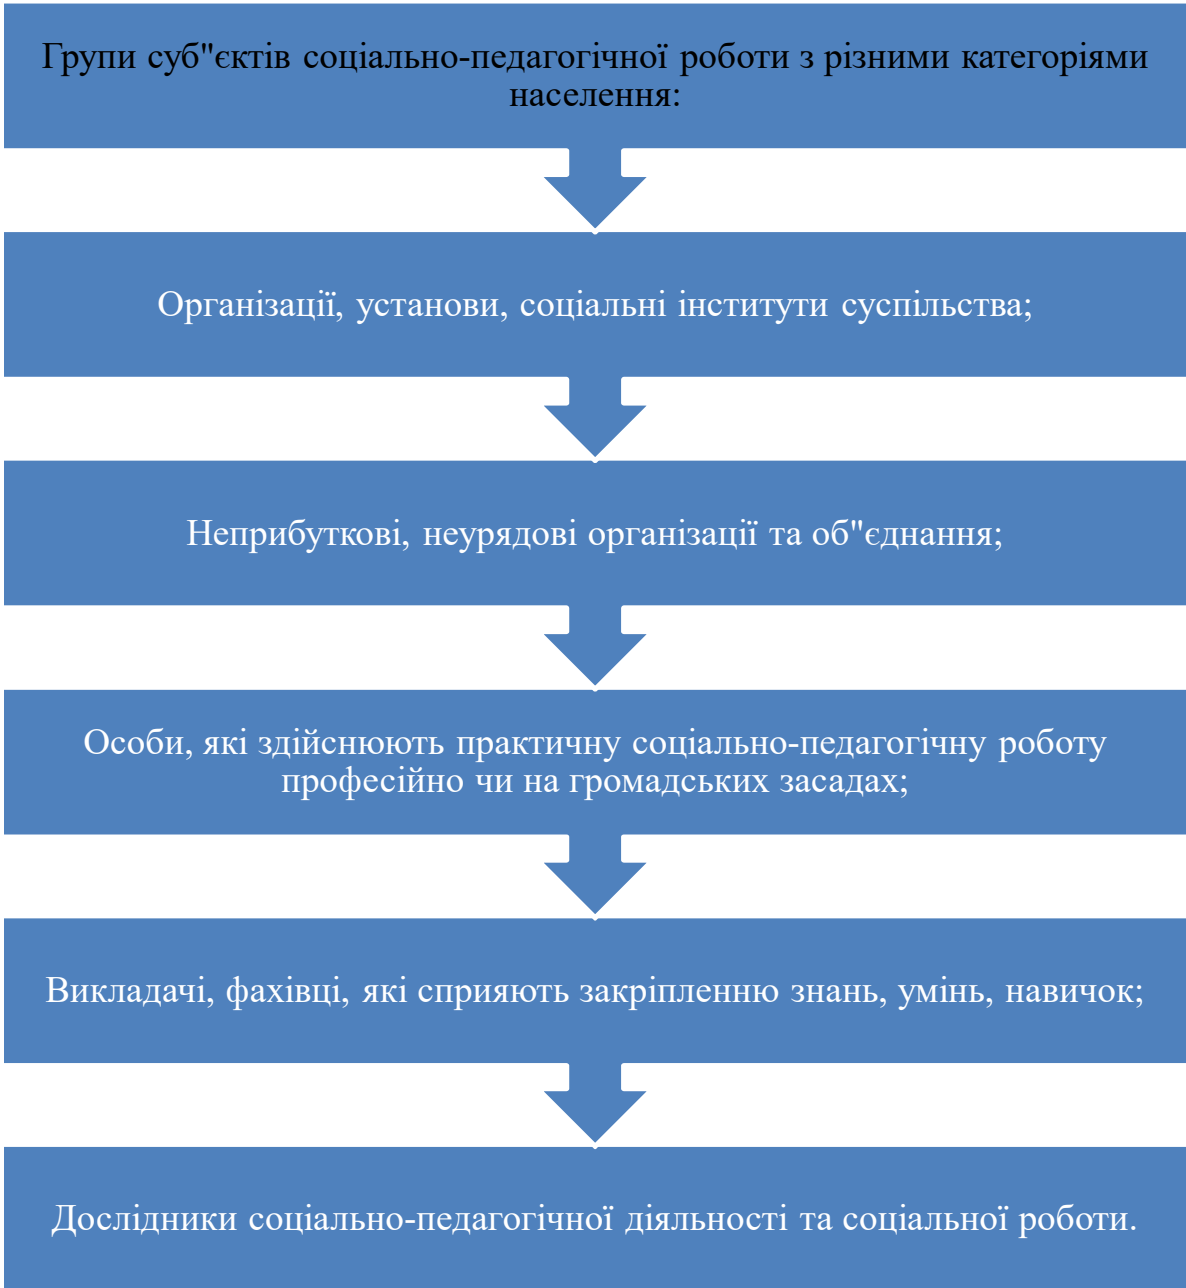 Групи суб"єктів соціально-педагогічної роботи з різними категоріями
населення:
Організації, установи, соціальні інститути суспільства;
Неприбуткові, неурядові організації та об"єднання;
Особи, які здійснюють практичну соціально-педагогічну роботу
професійно чи на громадських засадах;
Викладачі, фахівці, які сприяють закріпленню знань, умінь, навичок;
Дослідники соціально-педагогічної діяльності та соціальної роботи.